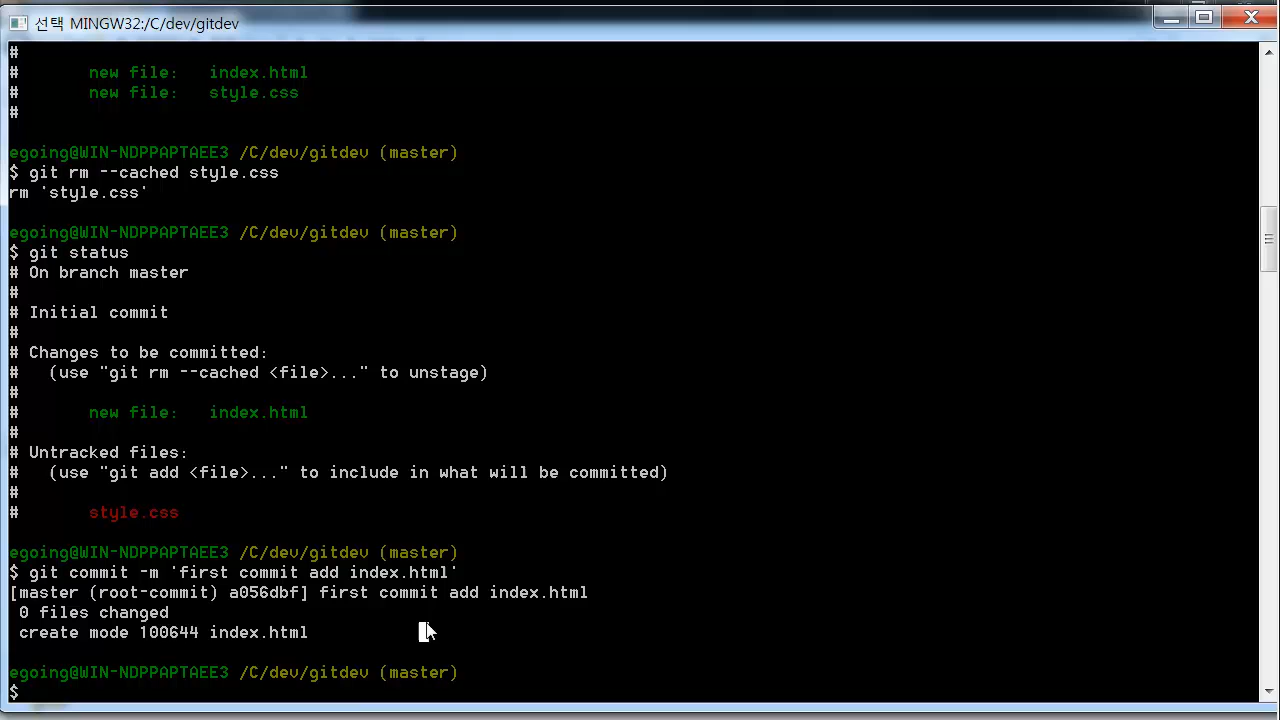 선택 MINGW32:/C/dev/gitdev
#
#       new file:   index.html
#       new file:   style.css
#
egoing@WIN-NDPPAPTAEE3 /C/dev/gitdev (master)
$ git rm --cached style.css
rm 'style.css'
egoing@WIN-NDPPAPTAEE3 /C/dev/gitdev (master)
$ git status
# On branch master
#
# Initial commit
#
# Changes to be committed:
#   (use "git rm --cached <file>..." to unstage)
#
#       new file:   index.html
#
# Untracked files:
#   (use "git add <file>..." to include in what will be committed)
#
#       style.css
egoing@WIN-NDPPAPTAEE3 /C/dev/gitdev (master)
$ git commit -m 'first commit add index.html'
[master (root-commit) a056dbf] first commit add index.html
 0 files changed
 create mode 100644 index.html
egoing@WIN-NDPPAPTAEE3 /C/dev/gitdev (master)
$